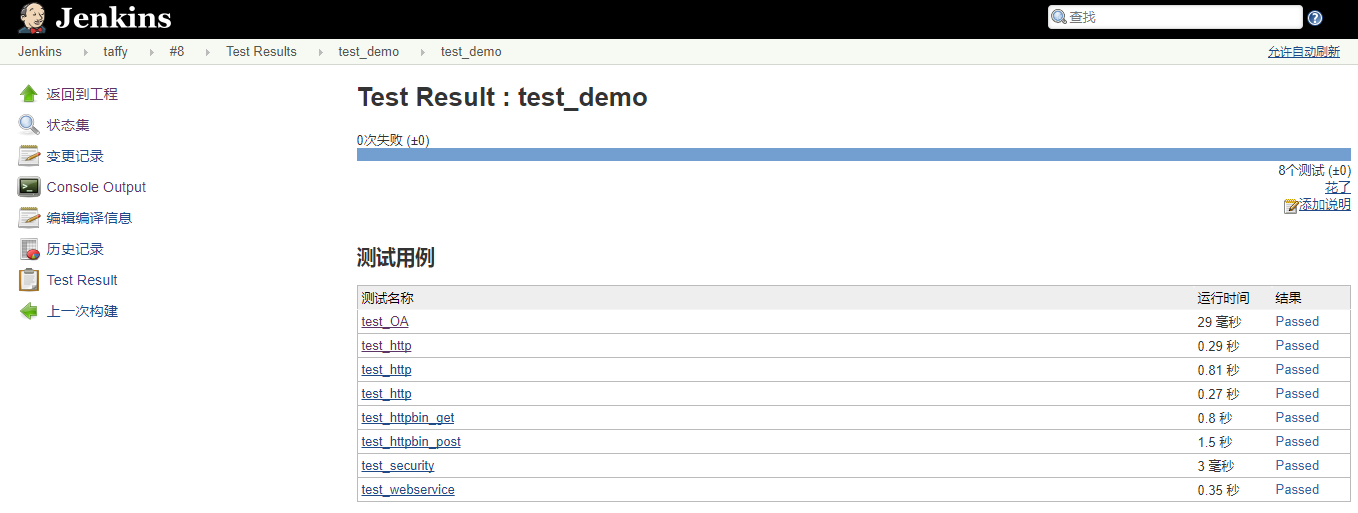 Jenkins
查找
Jenkins taffy #8 Test Results test_demo test_demo 允许自动刷新
返回到工程
状态集
变更记录
Console Output
编辑编译信息
历史记录
Test Result
上一次构建
Test Result : test_demo
0次失败 (±0)
8个测试 (±0)
花了
添加说明
测试用例
测试名称 运行时间 结果
test_OA 29 毫秒 Passed
test_http 0.29 秒 Passed
test_http 0.81 秒 Passed
test_http 0.27 秒 Passed
test_httpbin_get 0.8 秒 Passed
test_httpbin_post 1.5 秒 Passed
test_security 3 毫秒 Passed
test_webservice 0.35 秒 Passed